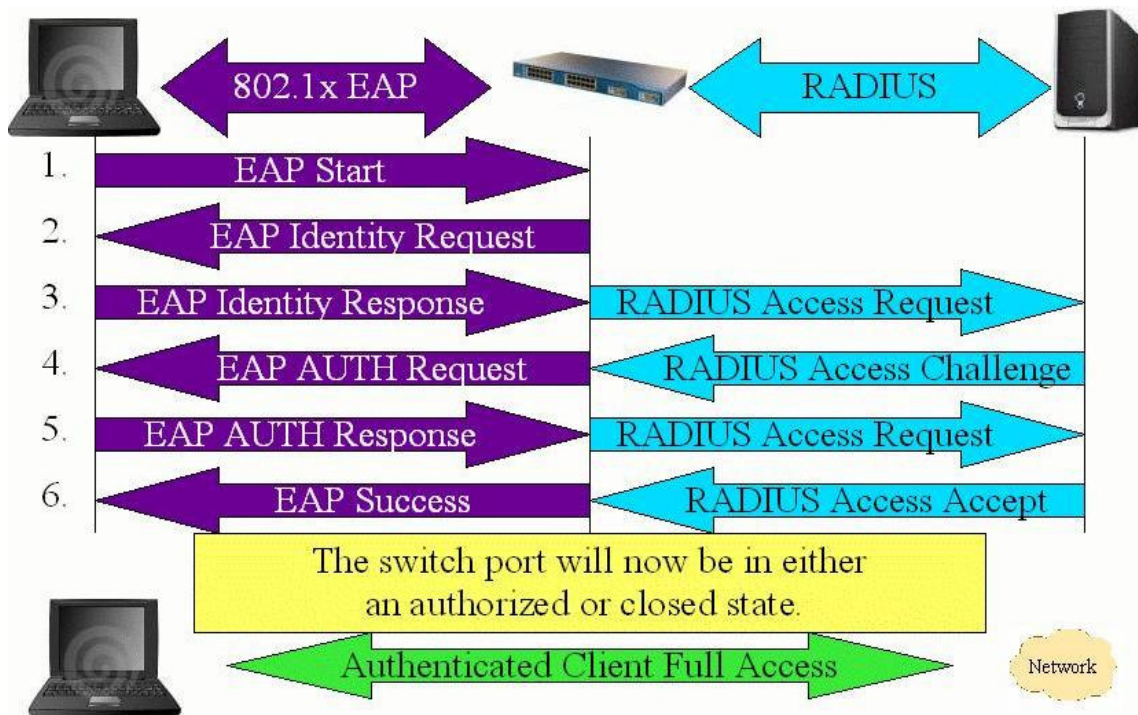 802.1x EAP
RADIUS
1. EAP Start
2. EAP Identity Request
3. EAP Identity Response RADIUS Access Request
4. EAP AUTH Request RADIUS Access Challenge
5. EAP AUTH Response RADIUS Access Request
6. EAP Success RADIUS Access Accept
The switch port will now be in either
an authorized or closed state.
Authenticated Client Full Access
Network